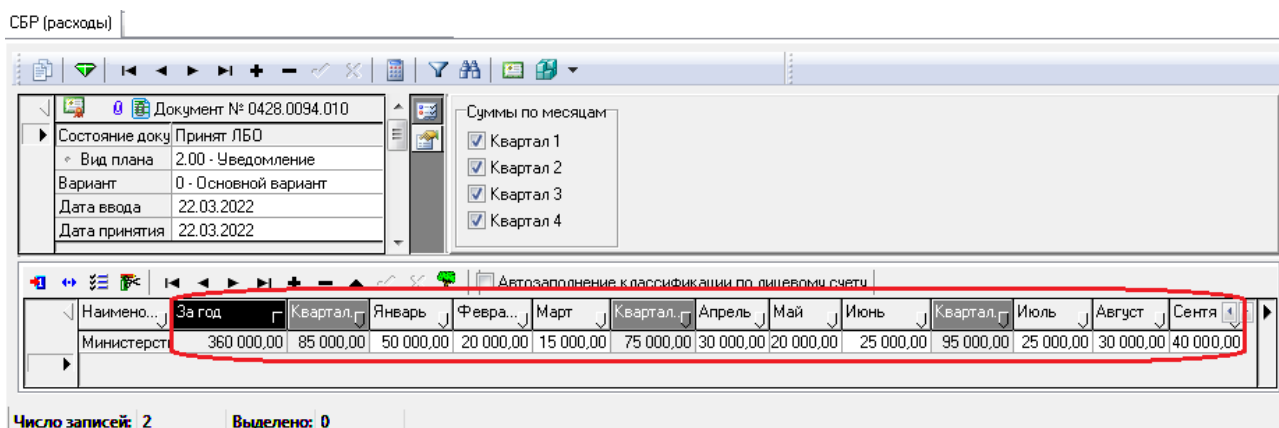 СБР (расходы)
Документ № 0428.0094.010
Состояние доку Принят ЛБО
Вид плана 2.00 - Уведомление
Вариант 0 - Основной вариант
Дата ввода 22.03.2022
Дата принятия 22.03.2022
Суммы по месяцам
Квартал 1
Квартал 2
Квартал 3
Квартал 4
Автозаполнение классификации по лицевому счету
Наимено... За год Квартал. Январь Февра... Март Квартал.. Апрель Май Июнь Квартал. Июль Август Сентя
Министерст 360 000,00 85 000,00 50 000,00 20 000,00 15 000,00 75 000,00 30 000,00 20 000,00 25 000,00 95 000,00 25 000,00 30 000,00 40 000,00
Число записей: 2 Выделено: 0